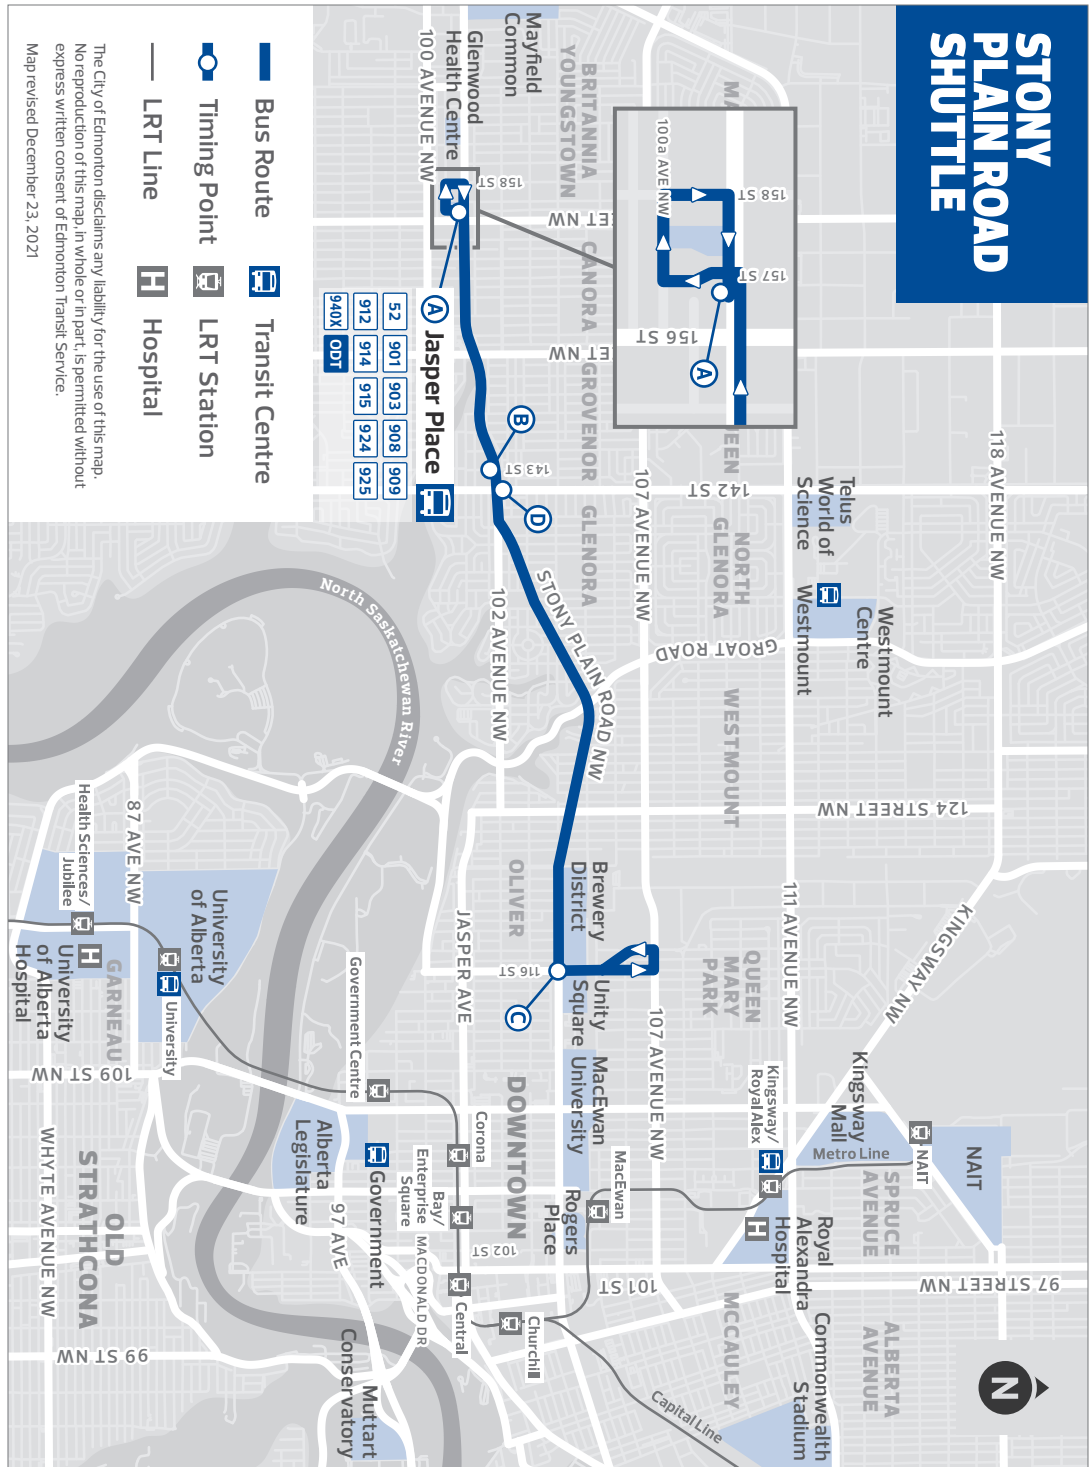 STONY
PLAIN ROAD
SHUTTLE
Bus Route
Timing Point
LRT Line
Transit Centre
LRT Station
Hospital
The City of Edmonton disclaims any liability for the use of this map.
No reproduction of this map, in whole or in part, is permitted without
express written consent of Edmonton Transit Service.
Map revised December 23, 2021
A Jasper Place
52 901 903 908 909
912 914 915 924 925
940X ODT
100a AVE NW
158 ST
157 ST
156 ST
A
Mayfield
Common
Glenwood
Health Centre
100 AVENUE NW
158 ST
BRITANNIA
YOUNGSTOWN
CANORA
GROVENOR
GLENORA
B
143 ST
D
142 ST
107 AVENUE NW
118 AVENUE NW
Telus
World of
Science
Westmount
Westmount
Centre
NORTH
GLENORA
GROAT ROAD
WESTMOUNT
STONY PLAIN ROAD NW
102 AVENUE NW
North Saskatchewan River
124 STREET NW
111 AVENUE NW
KINGSWAY NW
OLIVER
Brewery
District
JASPER AVE
116 ST
C
Unity
Square
QUEEN
MARY
PARK
107 AVENUE NW
MacEwan
University
DOWNTOWN
MacEwan
Rogers
Place
Kingsway/
Royal Alex
Kingsway
Mall
Metro Line
NAIT
NAIT
SPRUCE
AVENUE
H
Royal
Alexandra
Hospital
97 STREET NW
101 ST
102 ST
MCCAULEY
ALBERTA
AVENUE
Commonwealth
Stadium
Capital Line
N
Health Sciences/
Jubilee
87 AVE NW
University
of Alberta
H
University
of Alberta
Hospital
GARNEAU
University
109 ST NW
Government Centre
Corona
Bay/
Enterprise
Square
Central
Churchill
Alberta
Legislature
Government
97 AVE
MACDONALD DR
WHYTE AVENUE NW
OLD
STRATHCONA
99 ST NW
Muttart
Conservatory